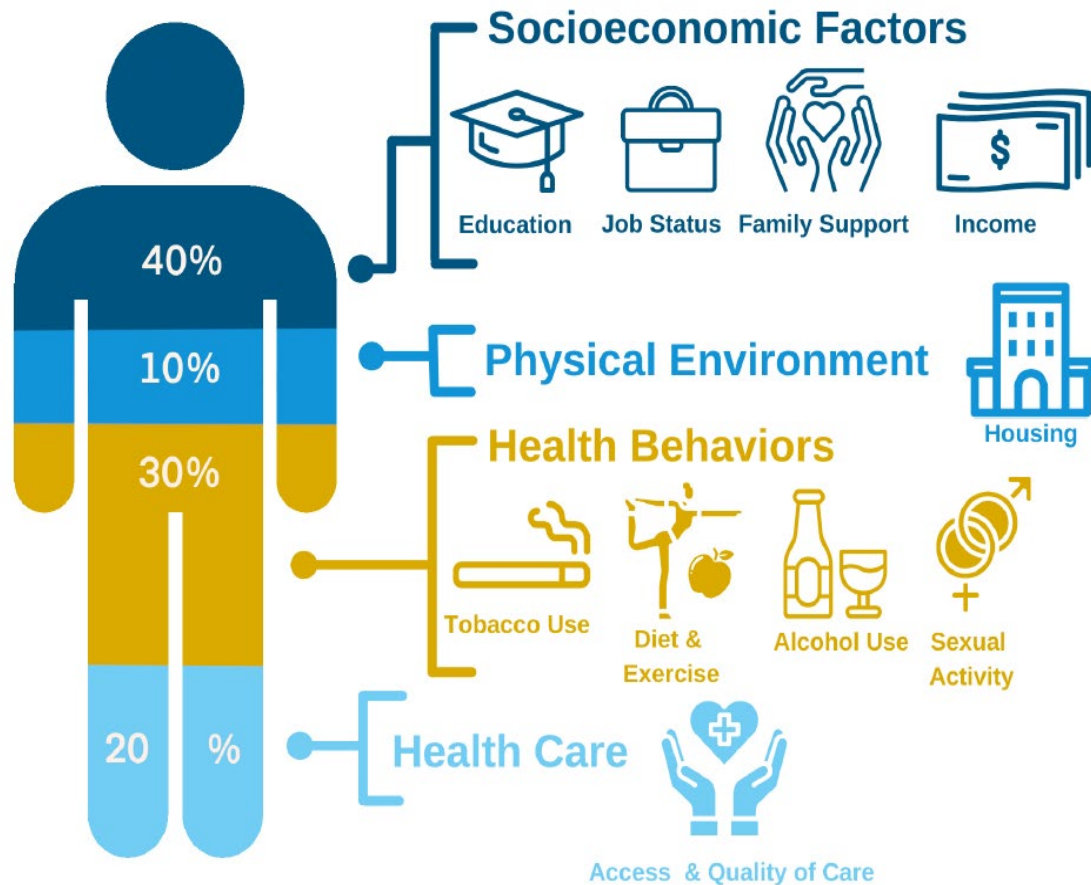 Socioeconomic Factors
$
Education Job Status Family Support Income
40%
10%
Physical Environment
Housing
30%
Health Behaviors
Tobacco Use
Diet &
Exercise
Alcohol Use
Sexual
Activity
20 %
Health Care
Access & Quality of Care